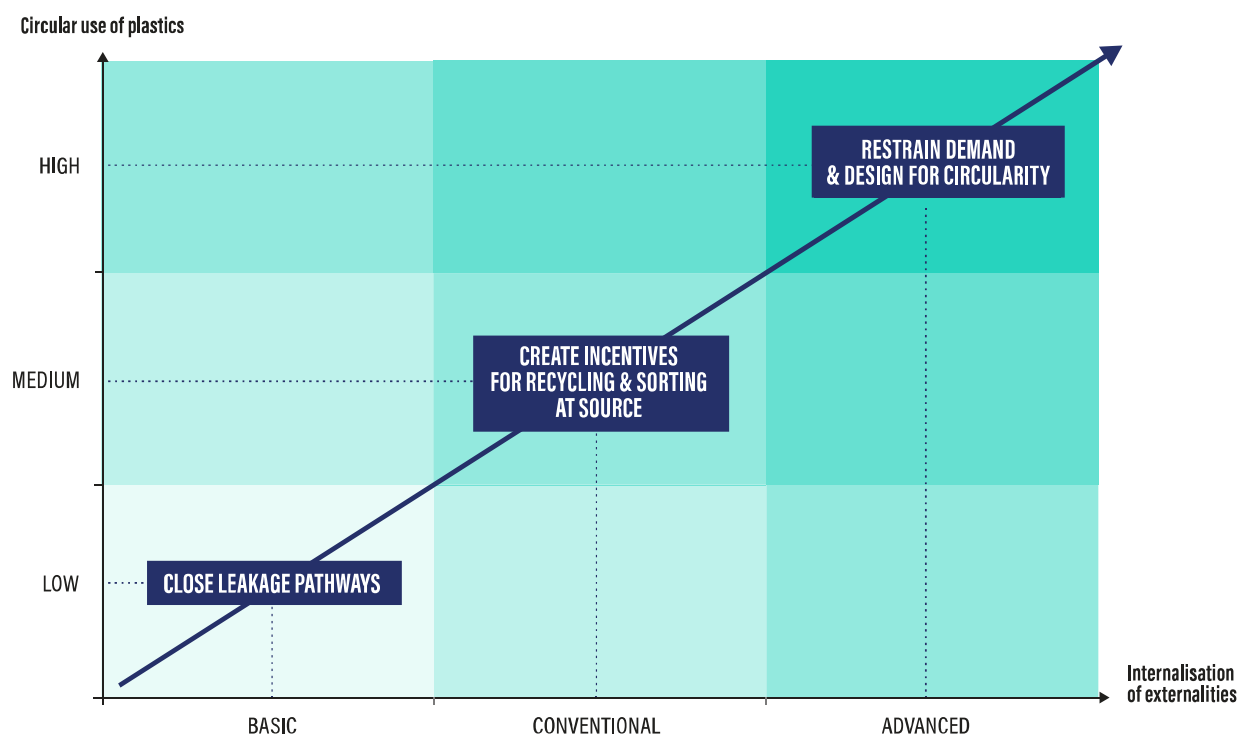 Circular use of plastics
HIGH
RESTRAIN DEMAND
& DESIGN FOR CIRCULARITY
MEDIUM
CREATE INCENTIVES
FOR RECYCLING & SORTING
AT SOURCE
LOW
CLOSE LEAKAGE PATHWAYS
Internalisation
of externalities
BASIC
CONVENTIONAL
ADVANCED